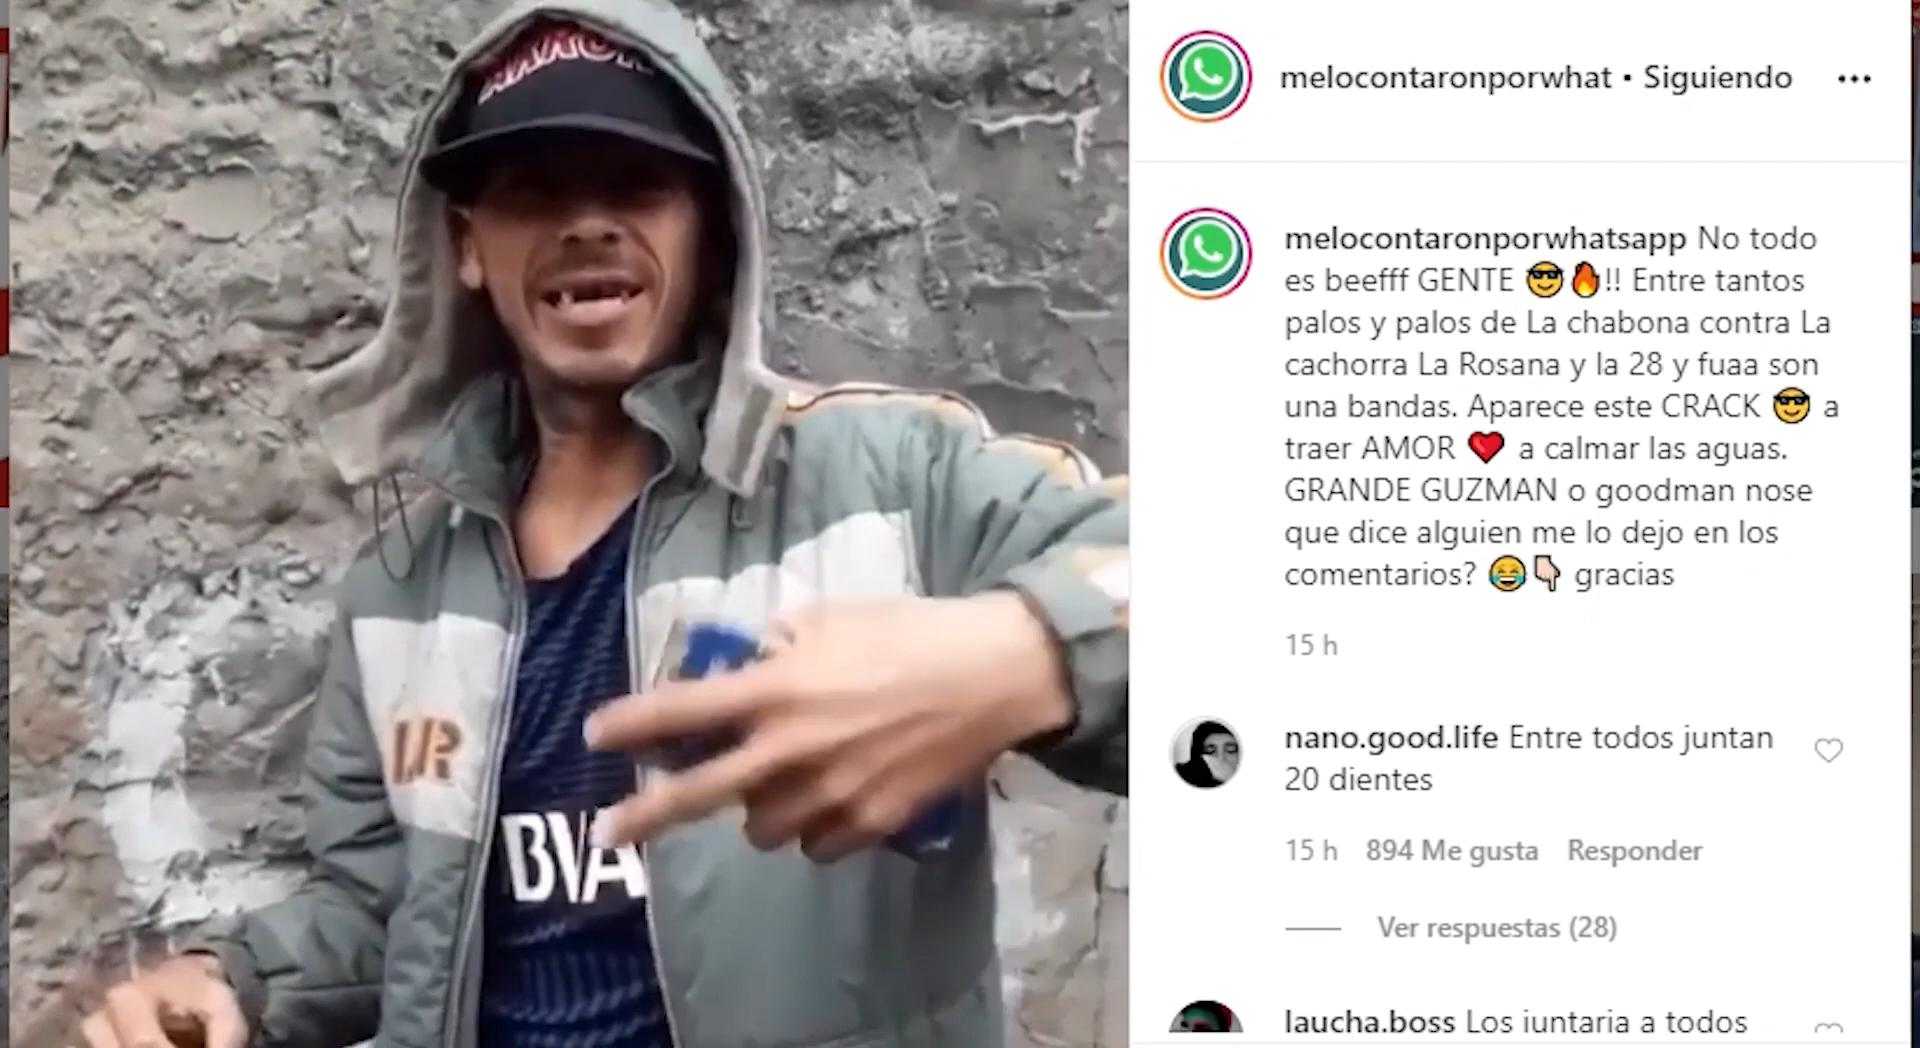 melocontaronporwhat • Siguiendo
melocontaronporwhatsapp No todo
es beefff GENTE 😎🔥!! Entre tantos
palos y palos de La chabona contra La
cachorra La Rosana y la 28 y fuaa son
una bandas. Aparece este CRACK 😎 a
traer AMOR ❤️ a calmar las aguas.
GRANDE GUZMAN o goodman nose
que dice alguien me lo dejo en los
comentarios? 😂👇🏻 gracias
15 h
nano.good.life Entre todos juntan
20 dientes
15 h 894 Me gusta Responder
Ver respuestas (28)
laucha.boss Los juntaria a todos
BBVA